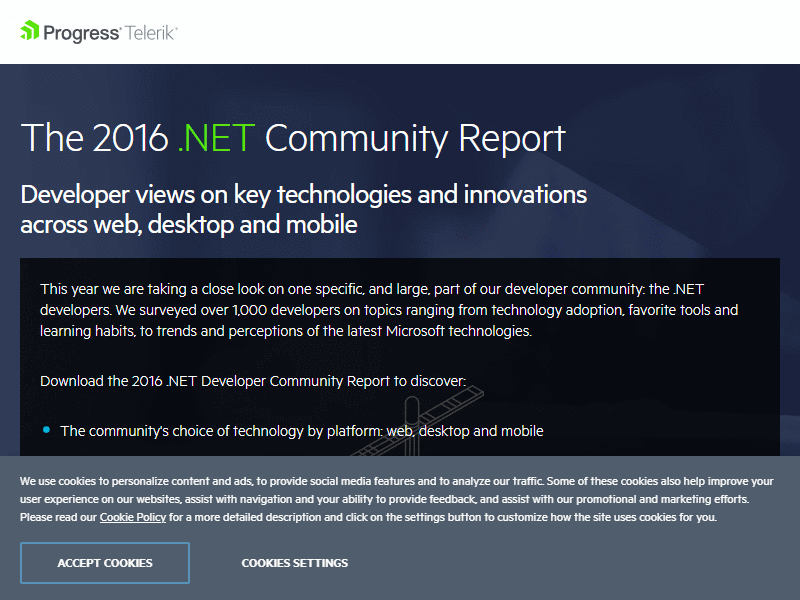 Progress Telerik
The 2016 .NET Community Report
Developer views on key technologies and innovations
across web, desktop and mobile
This year we are taking a close look on one specific, and large, part of our developer community: the .NET
developers. We surveyed over 1,000 developers on topics ranging from technology adoption, favorite tools and
learning habits, to trends and perceptions of the latest Microsoft technologies.
Download the 2016 .NET Developer Community Report to discover:
The community's choice of technology by platform: web, desktop and mobile
We use cookies to personalize content and ads, to provide social media features and to analyze our traffic. Some of these cookies also help improve your
user experience on our websites, assist with navigation and your ability to provide feedback, and assist with our promotional and marketing efforts.
Please read our Cookie Policy for a more detailed description and click on the settings button to customize how the site uses cookies for you.
ACCEPT COOKIES
COOKIES SETTINGS